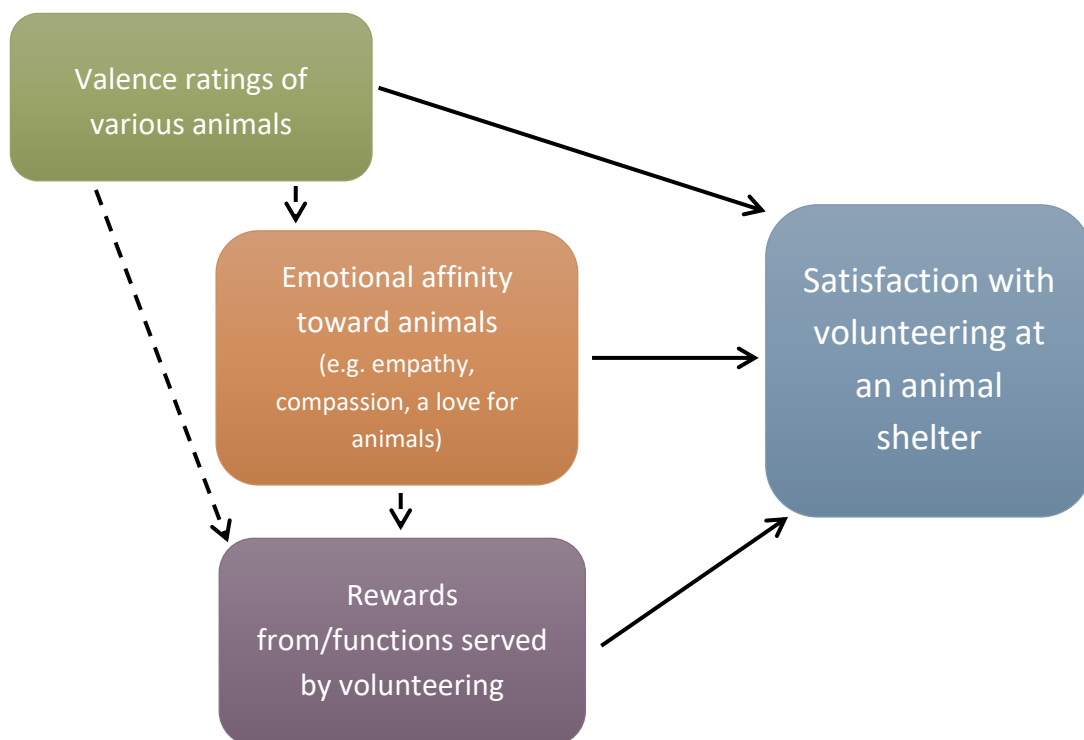 Valence ratings of
various animals
Emotional affinity
toward animals
(e.g. empathy,
compassion, a love for
animals)
Satisfaction with
volunteering at
an animal
shelter
Rewards
from/functions served
by volunteering